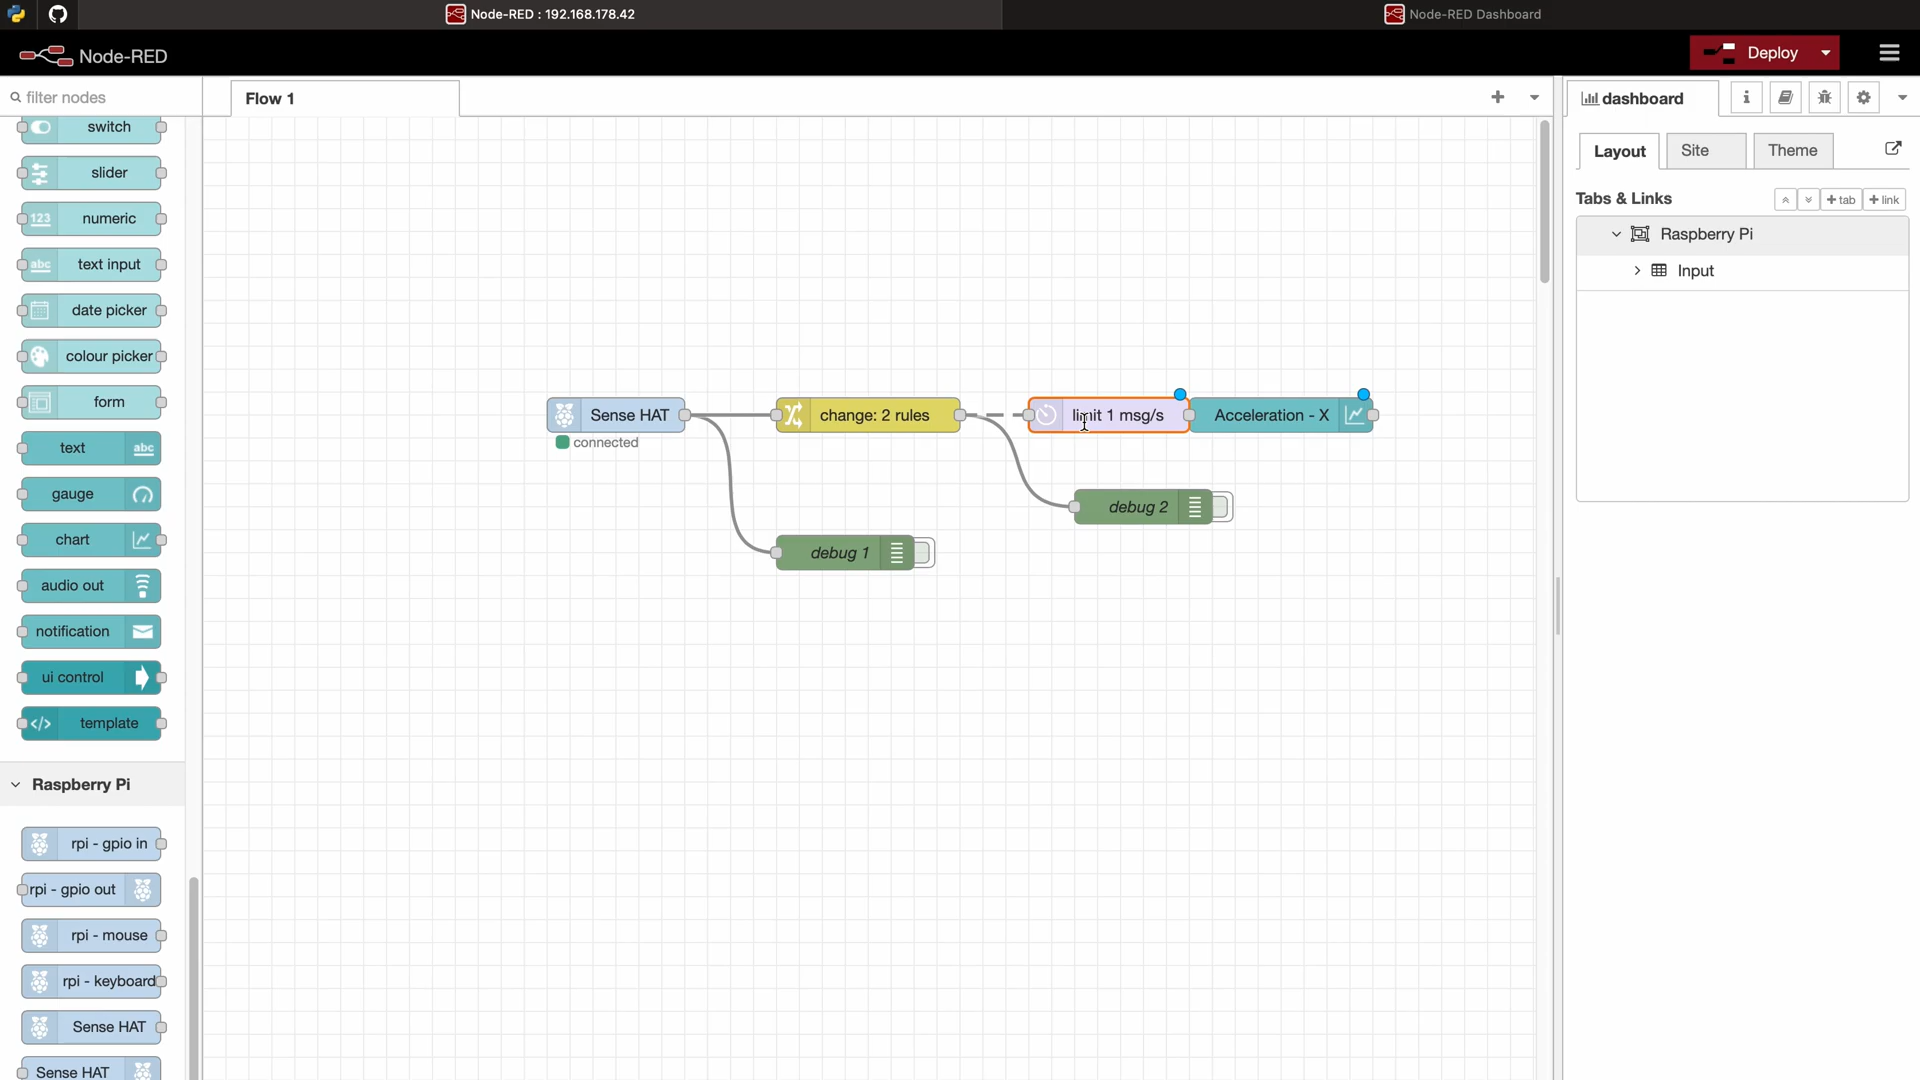 Node-RED : 192.168.178.42
Node-RED Dashboard
Node-RED
Deploy
filter nodes
Flow 1
dashboard
i
switch
slider
123 numeric
abc text input
date picker
colour picker
form
text abc
gauge
chart
audio out
notification
ui control
</> template
Raspberry Pi
rpi - gpio in
rpi - gpio out
rpi - mouse
rpi - keyboard
Sense HAT
Sense HAT
Sense HAT
connected
change: 2 rules
limit 1 msg/s
Acceleration - X
debug 2
debug 1
Layout
Site
Theme
Tabs & Links
+ tab
+ link
Raspberry Pi
Input